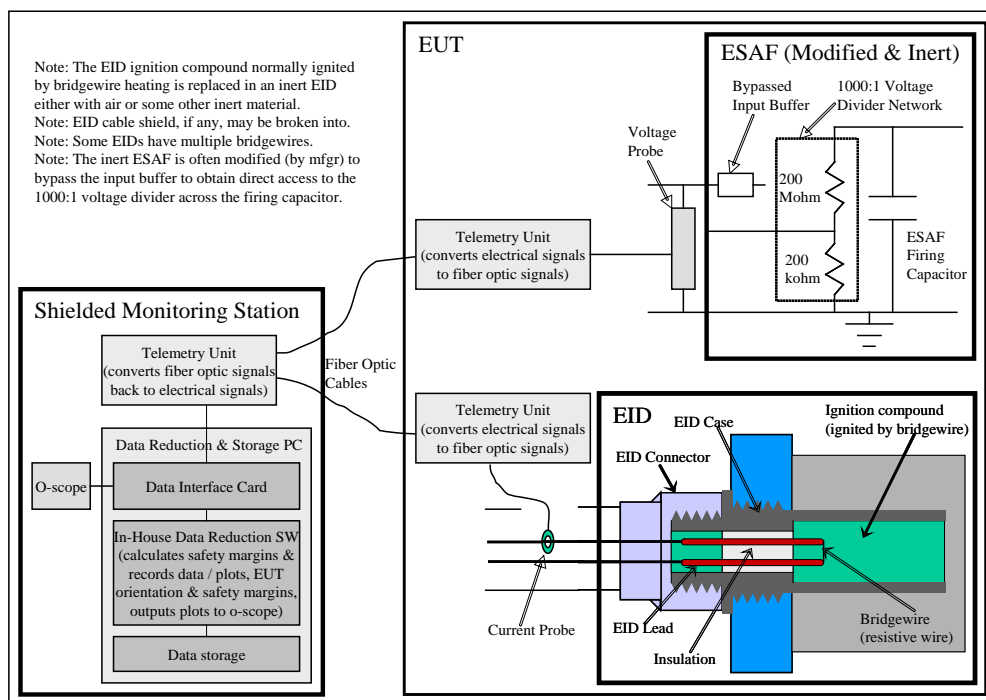 Note: The EID ignition compound normally ignited
by bridgewire heating is replaced in an inert EID
either with air or some other inert material.
Note: EID cable shield, if any, may be broken into.
Note: Some EIDs have multiple bridgewires.
Note: The inert ESAF is often modified (by mfgr) to
bypass the input buffer to obtain direct access to the
1000:1 voltage divider across the firing capacitor.
EUT
ESAF (Modified & Inert)
Bypassed
Input Buffer
1000:1 Voltage
Divider Network
Voltage
Probe
200
Mohm
200
kohm
ESAF
Firing
Capacitor
Telemetry Unit
(converts electrical signals
to fiber optic signals)
Shielded Monitoring Station
Telemetry Unit
(converts fiber optic signals
back to electrical signals)
Fiber Optic
Cables
Data Reduction & Storage PC
O-scope
Data Interface Card
In-House Data Reduction SW
(calculates safety margins &
records data / plots, EUT
orientation & safety margins,
outputs plots to o-scope)
Data storage
Telemetry Unit
(converts electrical signals
to fiber optic signals)
Current Probe
EID
EID Case
Ignition compound
(ignited by bridgewire)
EID Connector
EID Lead
Insulation
Bridgewire
(resistive wire)